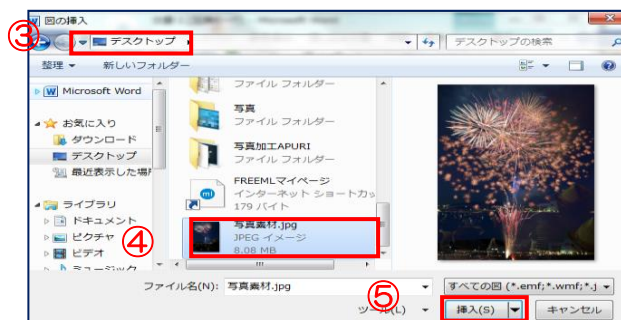 図の挿入
③
デスクトップ
デスクトップの検索
整理 新しいフォルダー
Microsoft Word
お気に入り
ダウンロード
デスクトップ
最近表示した場所
ライブラリ
ドキュメント
ピクチャ
④
ビデオ
ミュージック
ファイル フォルダー
写真
ファイル フォルダー
写真加工APURI
ファイル フォルダー
FREEMLマイページ
インターネット ショートカッ
179 バイト
写真素材.jpg
JPEG イメージ
8.08 MB
ファイル名(N): 写真素材.jpg
すべての図 (*.emf;*.wmf;*.j
⑤
ツール(L)
挿入(S)
キャンセル